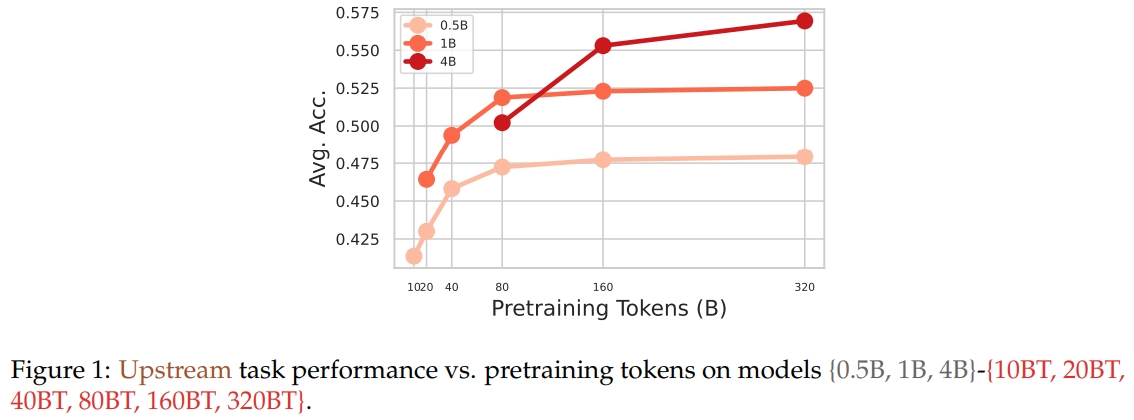 0.575
0.550
0.525
0.500
0.475
0.450
0.425
Avg. Acc.
0.5B
1B
4B
10 20 40 80 160 320
Pretraining Tokens (B)
Figure 1: Upstream task performance vs. pretraining tokens on models {0.5B, 1B, 4B}-{10BT, 20BT,
40BT, 80BT, 160BT, 320BT}.